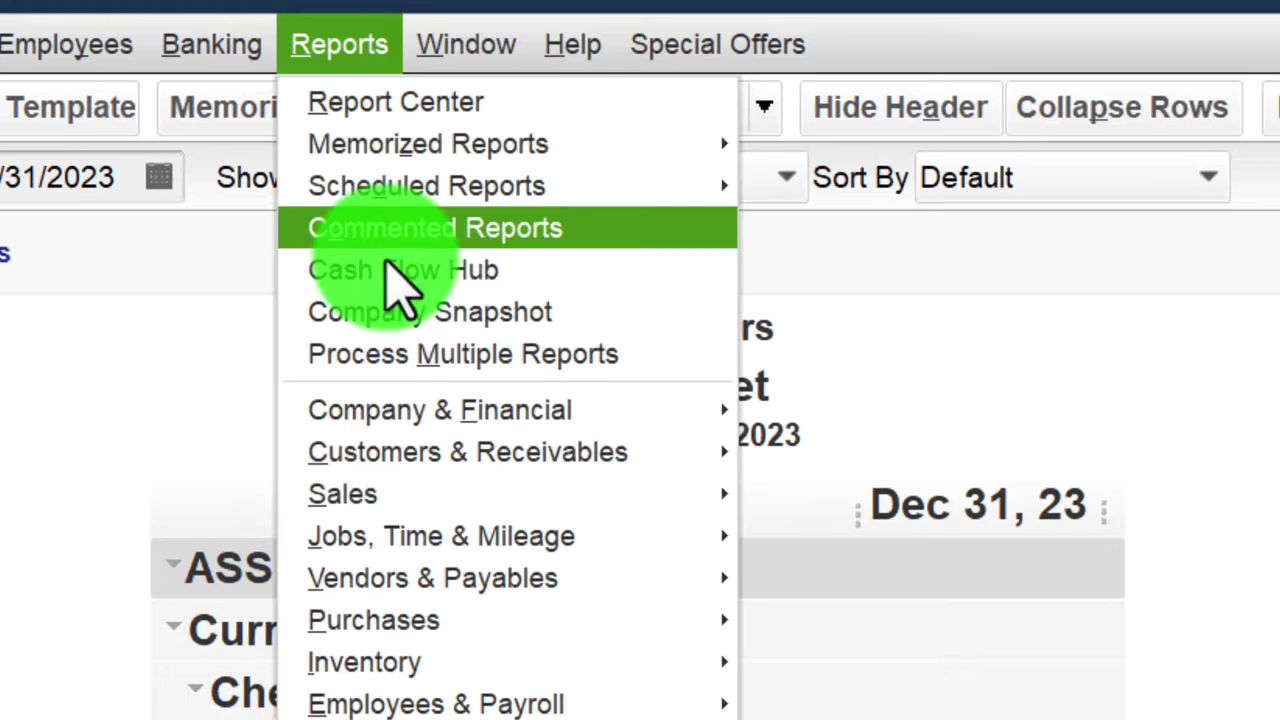 Employees Banking Reports Window Help Special Offers
Template Memori Hide Header Collapse Rows
/31/2023 Show Sort By Default
Report Center
Memorized Reports
Scheduled Reports
Commented Reports
s
Cash Flow Hub
Company Snapshot
rs
Process Multiple Reports
et
Company & Financial
2023
Customers & Receivables
Sales
Dec 31, 23
Jobs, Time & Mileage
ASS
Vendors & Payables
Purchases
Curr
Inventory
Che
Employees & Payroll